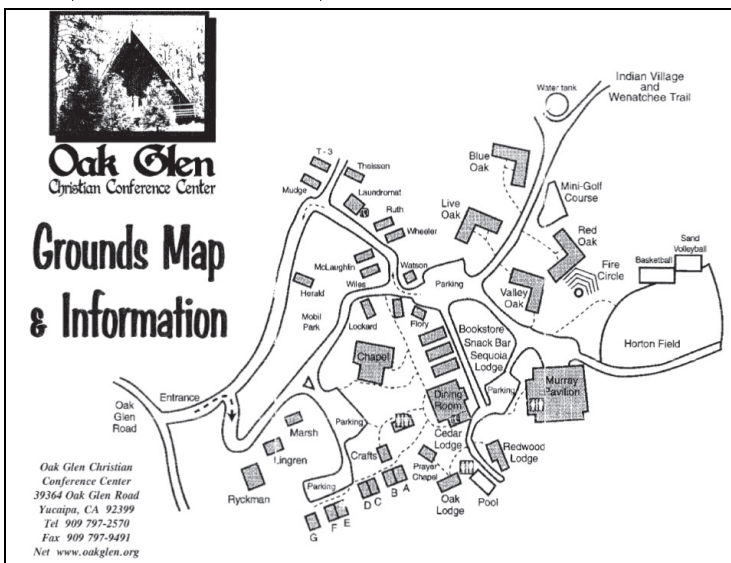 Oak Glen
Christian Conference Center
Grounds Map
& Information
Indian Village
and
Wenatchee Trail
Water tank
Blue
Oak
Mini-Golf
Course
Live
Oak
Red
Oak
Sand
Volleyball
Basketball
Fire
Circle
Valley
Oak
Horton Field
T - 3
Theisson
Mudge
Laundromat
Ruth
Wheeler
McLaughlin
Wiles
Watson
Parking
Herald
Mobil
Park
Lockard
Flory
Bookstore
Snack Bar
Sequoia
Lodge
Chapel
Parking
Murray
Pavilion
Dining
Room
Entrance
Oak
Glen
Road
Parking
Marsh
Lingren
Ryckman
Crafts
Cedar
Lodge
Prayer
Chapel
Redwood
Lodge
Parking
A
B
C
D
E
F
G
Oak
Lodge
Pool
Oak Glen Christian
Conference Center
39364 Oak Glen Road
Yucaipa, CA 92399
Tel 909 797-2570
Fax 909 797-9491
Net www.oakglen.org